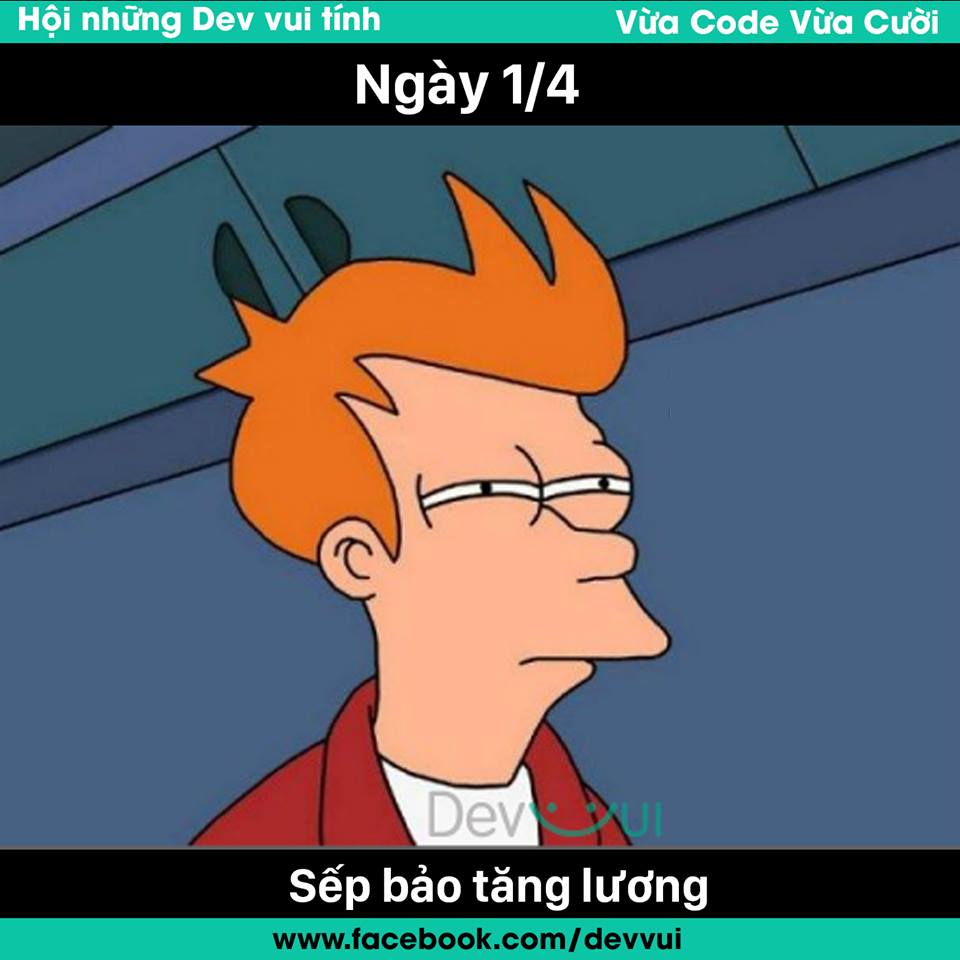 Hội những Dev vui tính
Vừa Code Vừa Cười
Ngày 1/4
Devvui
Sếp bảo tăng lương
www.facebook.com/devvui